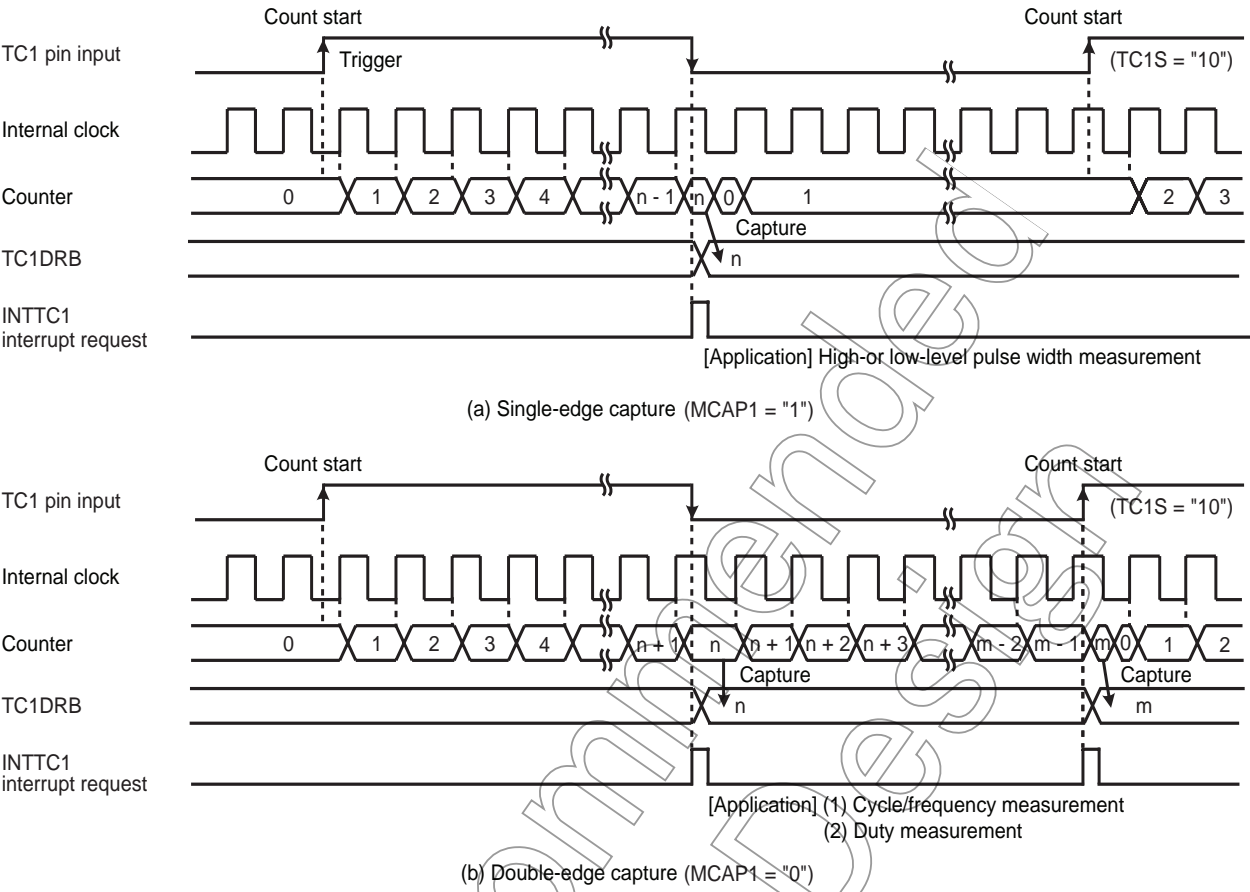 Count start Count start
TC1 pin input Trigger (TC1S = "10")
Internal clock
Counter 0 1 2 3 4 n - 1 n 0 1 2 3
Capture
TC1DRB n
INTTC1
interrupt request
[Application] High-or low-level pulse width measurement
(a) Single-edge capture (MCAP1 = "1")
Count start Count start
TC1 pin input (TC1S = "10")
Internal clock
Counter 0 1 2 3 4 n + 1 n n + 1 n + 2 n + 3 m - 2 m - 1 m 0 1 2
Capture Capture
TC1DRB n m
INTTC1
interrupt request
[Application] (1) Cycle/frequency measurement
(2) Duty measurement
(b) Double-edge capture (MCAP1 = "0")
ommended
Design